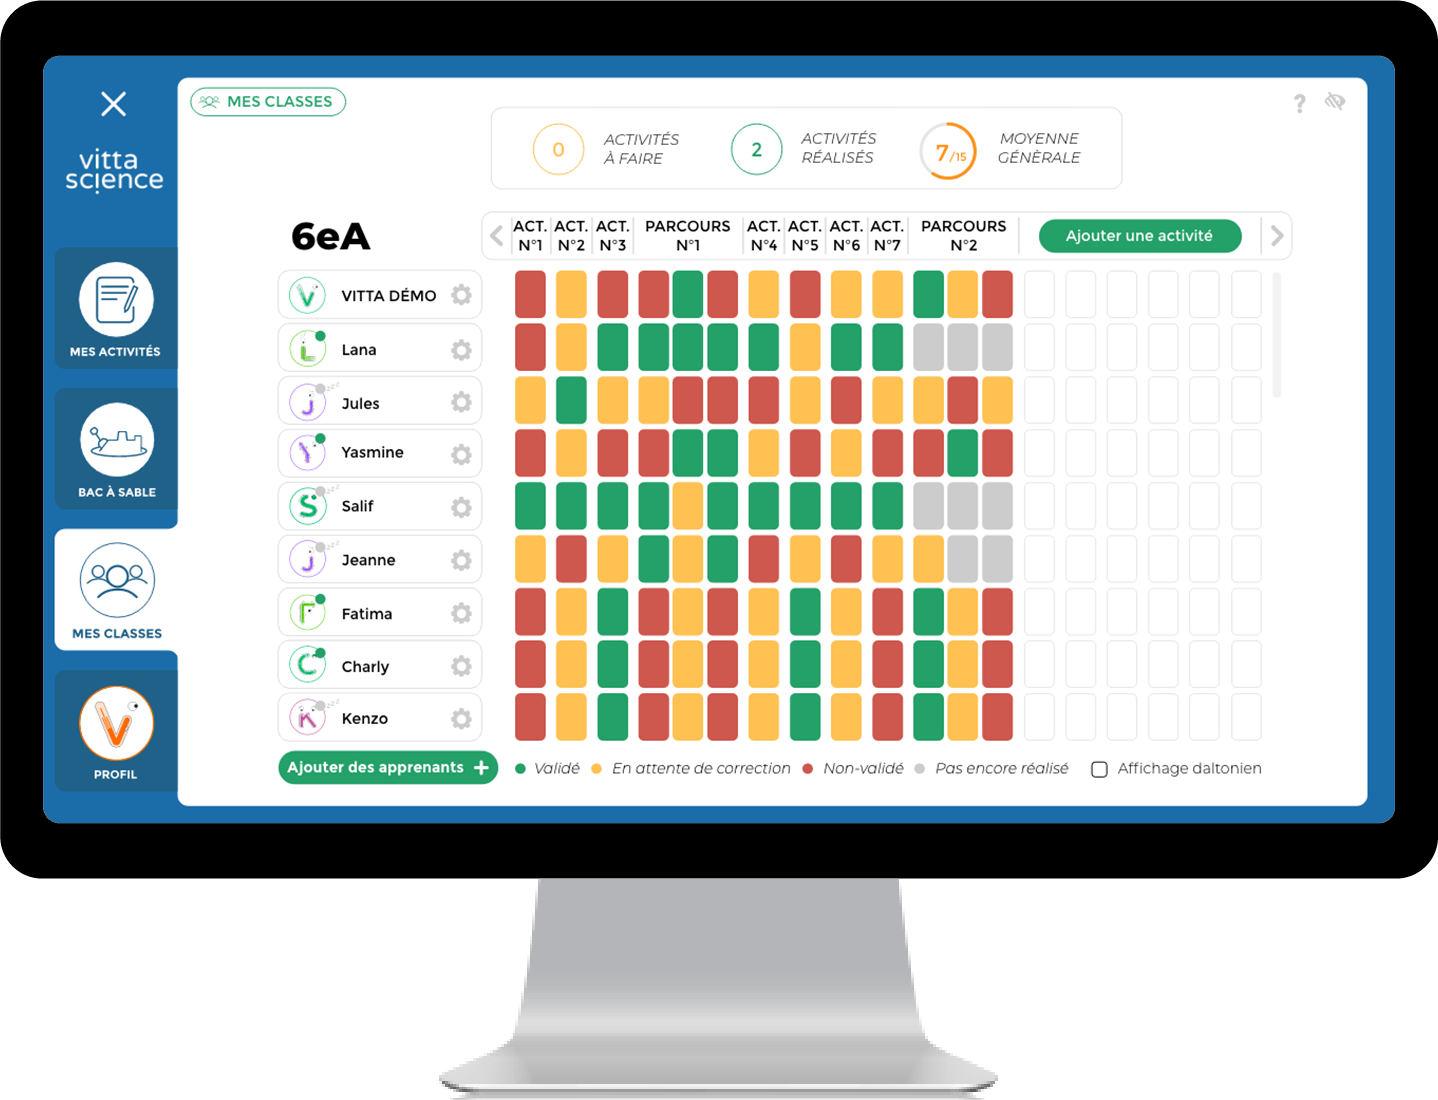 MES CLASSES
?
vitta
science
0
ACTIVITÉS
À FAIRE
2
ACTIVITÉS
RÉALISÉS
7/15
MOYENNE
GÉNÈRALE
6eA
ACT.
N°1
ACT.
N°2
ACT.
N°3
PARCOURS
N°1
ACT.
N°4
ACT.
N°5
ACT.
N°6
ACT.
N°7
PARCOURS
N°2
Ajouter une activité
MES ACTIVITÉS
BAC À SABLE
MES CLASSES
PROFIL
VITTA DÉMO
Lana
Jules
Yasmine
Salif
Jeanne
Fatima
Charly
Kenzo
Ajouter des apprenants +
Validé
En attente de correction
Non-validé
Pas encore réalisé
Affichage daltonien